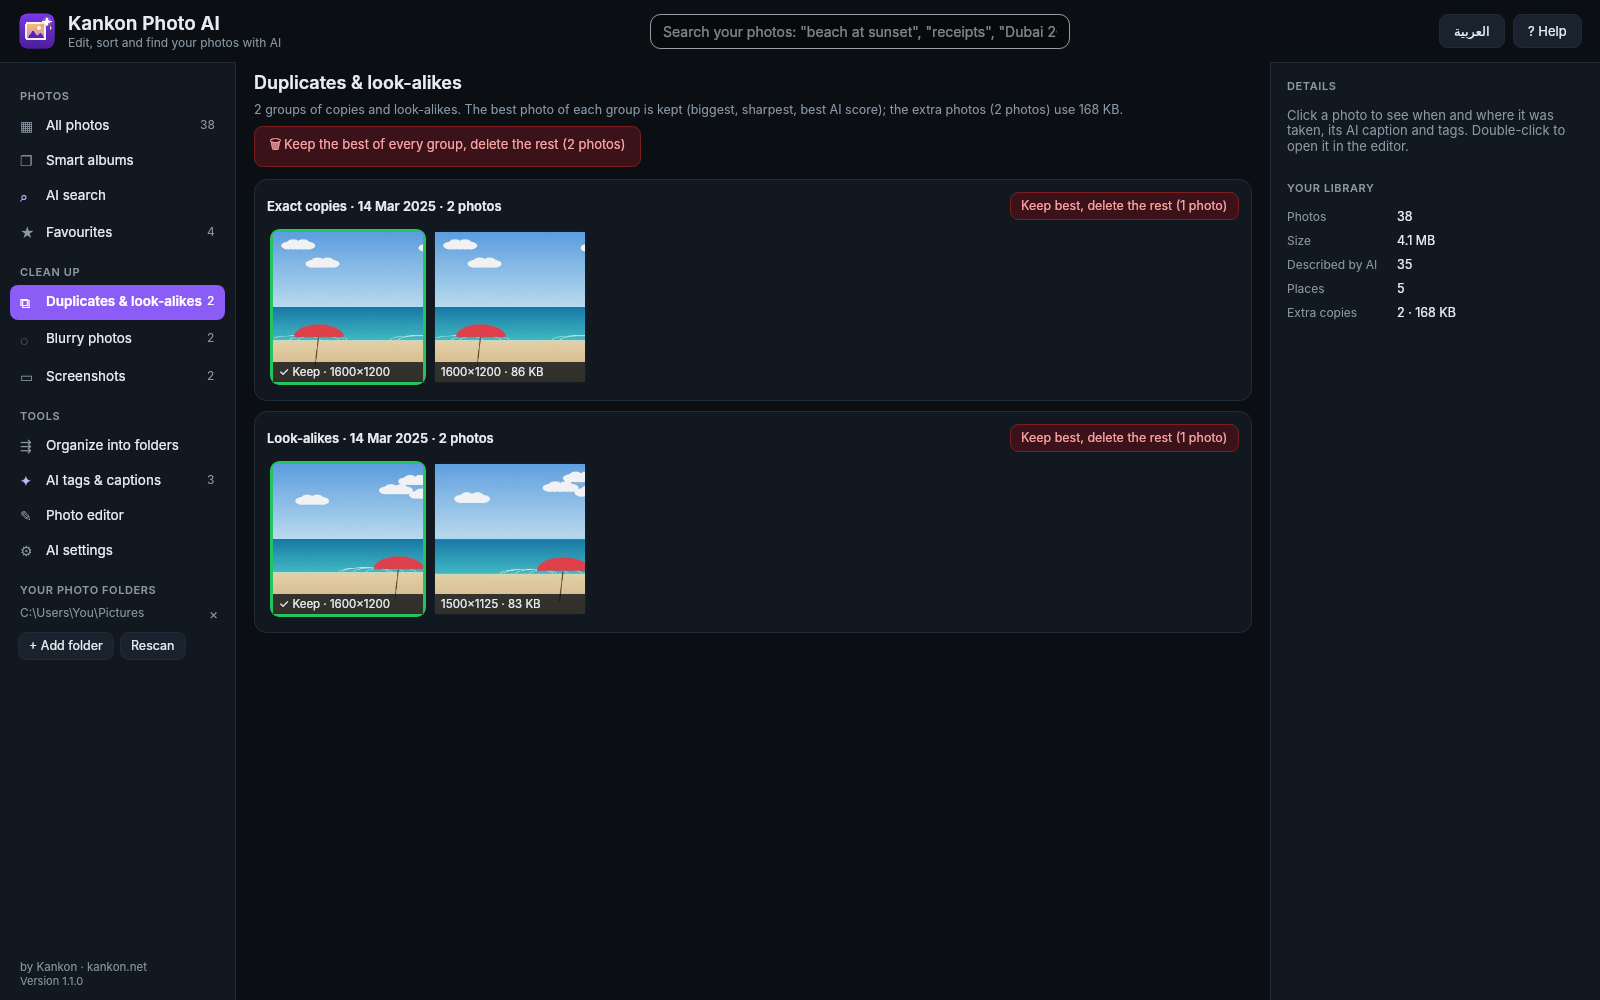 Kankon Photo AI
Edit, sort and find your photos with AI
Search your photos: "beach at sunset", "receipts", "Dubai 2
العربية
? Help
PHOTOS
All photos 38
Smart albums
AI search
Favourites 4
CLEAN UP
Duplicates & look-alikes 2
Blurry photos 2
Screenshots 2
TOOLS
Organize into folders
AI tags & captions 3
Photo editor
AI settings
YOUR PHOTO FOLDERS
C:\Users\You\Pictures ×
+ Add folder Rescan
by Kankon · kankon.net
Version 1.1.0
Duplicates & look-alikes
2 groups of copies and look-alikes. The best photo of each group is kept (biggest, sharpest, best AI score); the extra photos (2 photos) use 168 KB.
Keep the best of every group, delete the rest (2 photos)
Exact copies · 14 Mar 2025 · 2 photos
Keep best, delete the rest (1 photo)
✓ Keep · 1600×1200
1600×1200 · 86 KB
Look-alikes · 14 Mar 2025 · 2 photos
Keep best, delete the rest (1 photo)
✓ Keep · 1600×1200
1500×1125 · 83 KB
DETAILS
Click a photo to see when and where it was
taken, its AI caption and tags. Double-click to
open it in the editor.
YOUR LIBRARY
Photos 38
Size 4.1 MB
Described by AI 35
Places 5
Extra copies 2 · 168 KB